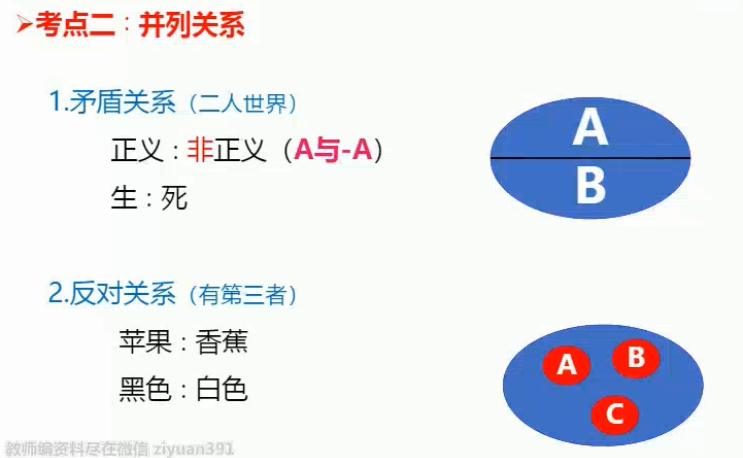 ➢考点二：并列关系
1.矛盾关系（二人世界）
正义：非正义（A与-A）
生：死
A
B
2.反对关系（有第三者）
苹果：香蕉
黑色：白色
A
B
C
教师编资料尽在微信 ziyuan391